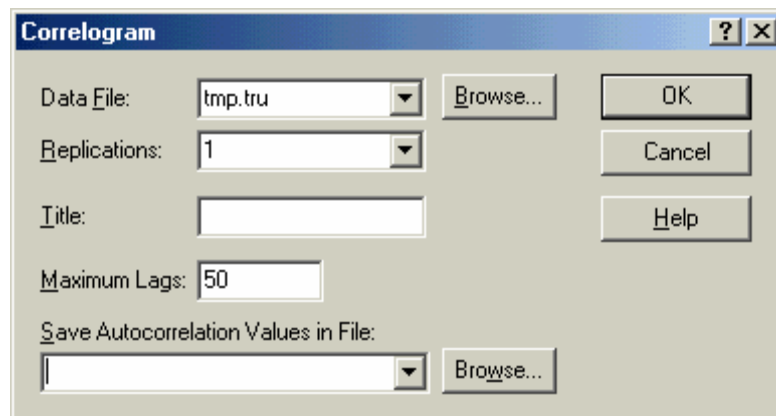 Correlogram
Data File: tmp.tru Browse... OK
Replications: 1 Cancel
Title: Help
Maximum Lags: 50
Save Autocorrelation Values in File:
Browse...